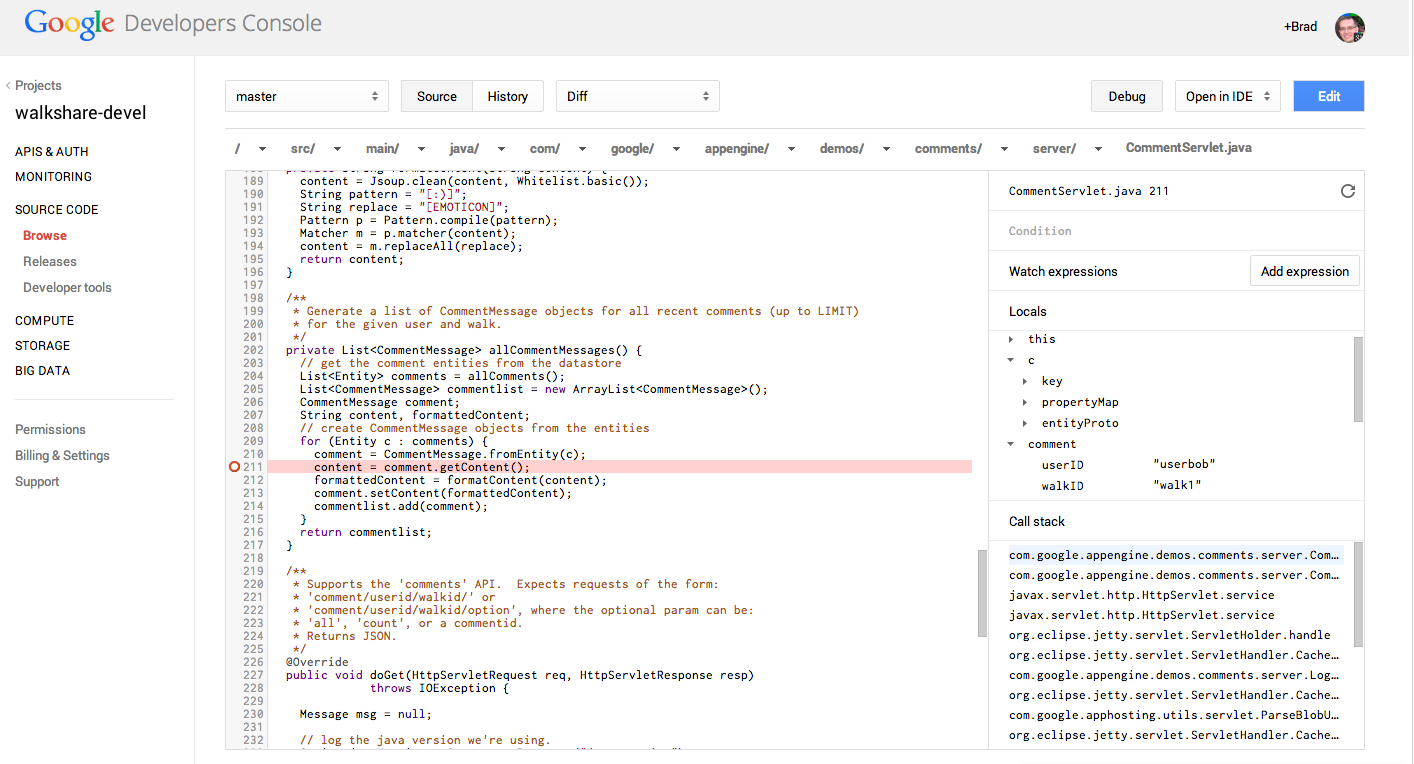 Google Developers Console
+Brad
Projects
walkshare-devel
APIS & AUTH
MONITORING
SOURCE CODE
Browse
Releases
Developer tools
COMPUTE
STORAGE
BIG DATA
Permissions
Billing & Settings
Support
master
Source
History
Diff
Debug
Open in IDE
Edit
/ src/ main/ java/ com/ google/ appengine/ demos/ comments/ server/ CommentServlet.java
189 content = Jsoup.clean(content, Whitelist.basic());
190 String pattern = "[:)]";
191 String replace = "[EMOTICON]";
192 Pattern p = Pattern.compile(pattern);
193 Matcher m = p.matcher(content);
194 content = m.replaceAll(replace);
195 return content;
196 }
197
198 /**
199 * Generate a list of CommentMessage objects for all recent comments (up to LIMIT)
200 * for the given user and walk.
201 */
202 private List<CommentMessage> allCommentMessages() {
203 // get the comment entities from the datastore
204 List<Entity> comments = allComments();
205 List<CommentMessage> commentlist = new ArrayList<CommentMessage>();
206 CommentMessage comment;
207 String content, formattedContent;
208 // create CommentMessage objects from the entities
209 for (Entity c : comments) {
210 comment = CommentMessage.fromEntity(c);
211 content = comment.getContent();
212 formattedContent = formatContent(content);
213 comment.setContent(formattedContent);
214 commentlist.add(comment);
215 }
216 return commentlist;
217 }
218
219 /**
220 * Supports the 'comments' API.  Expects requests of the form:
221 * 'comment/userid/walkid/' or
222 * 'comment/userid/walkid/option', where the optional param can be:
223 * 'all', 'count', or a commentid.
224 * Returns JSON.
225 */
226 @Override
227 public void doGet(HttpServletRequest req, HttpServletResponse resp)
228 throws IOException {
229
230 Message msg = null;
231
232 // log the java version we're using.
CommentServlet.java 211
Condition
Watch expressions
Add expression
Locals
this
c
key
propertyMap
entityProto
comment
userID "userbob"
walkID "walk1"
Call stack
com.google.appengine.demos.comments.server.Com...
com.google.appengine.demos.comments.server.Com...
javax.servlet.http.HttpServlet.service
javax.servlet.http.HttpServlet.service
org.eclipse.jetty.servlet.ServletHolder.handle
org.eclipse.jetty.servlet.ServletHandler.Cache...
com.google.appengine.demos.comments.server.Log...
org.eclipse.jetty.servlet.ServletHandler.Cache...
com.google.apphosting.utils.servlet.ParseBlobU...
org.eclipse.jetty.servlet.ServletHandler.Cache...